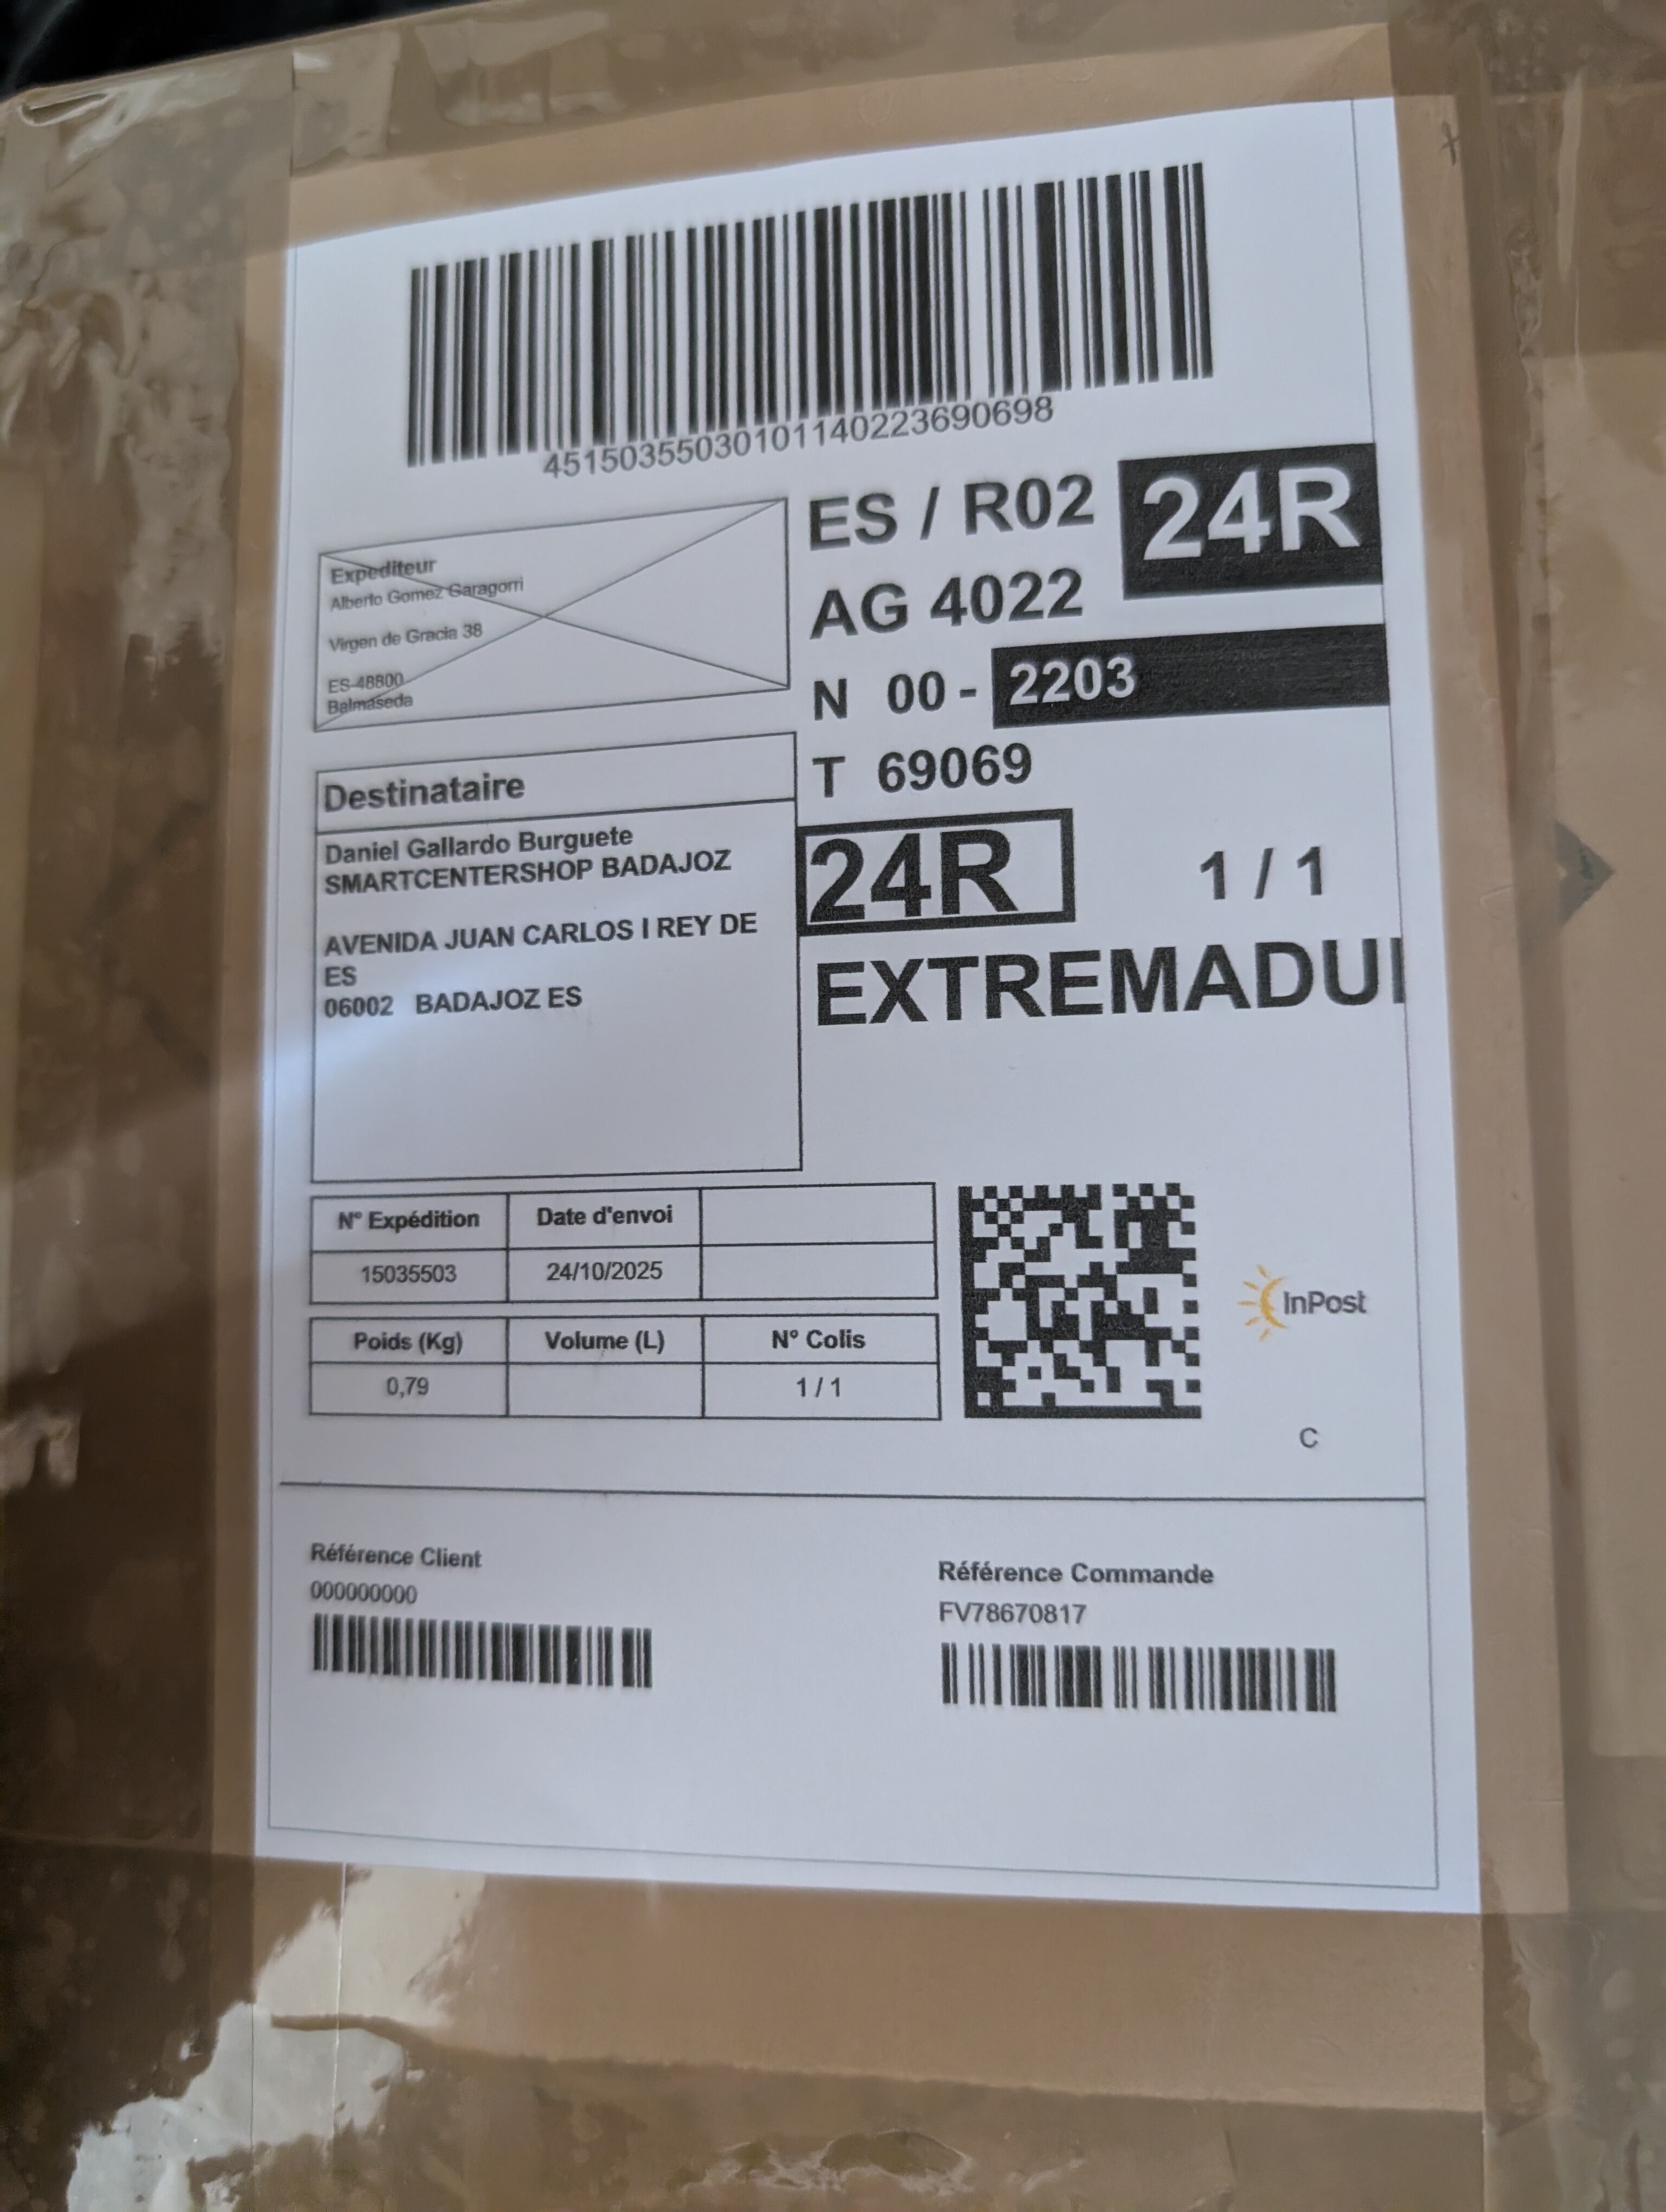 4515035503010114022369069​8
Expéditeur
Alberto Gomez Garagorri
Virgen de Gracia 38
ES-48800
Balmaseda
ES / R02
24R
AG 4022
N 00 - 2203
T 69069
24R
1 / 1
EXTREMADU
Destinataire
Daniel Gallardo Burguete
SMARTCENTERSHOP BADAJOZ
AVENIDA JUAN CARLOS I REY DE
ES
06002 BADAJOZ ES
N° Expédition Date d'envoi
15035503 24/10/2025
Poids (Kg) Volume (L) N° Colis
0,79 1 / 1
InPost
C
Référence Client
000000000
Référence Commande
FV78670817